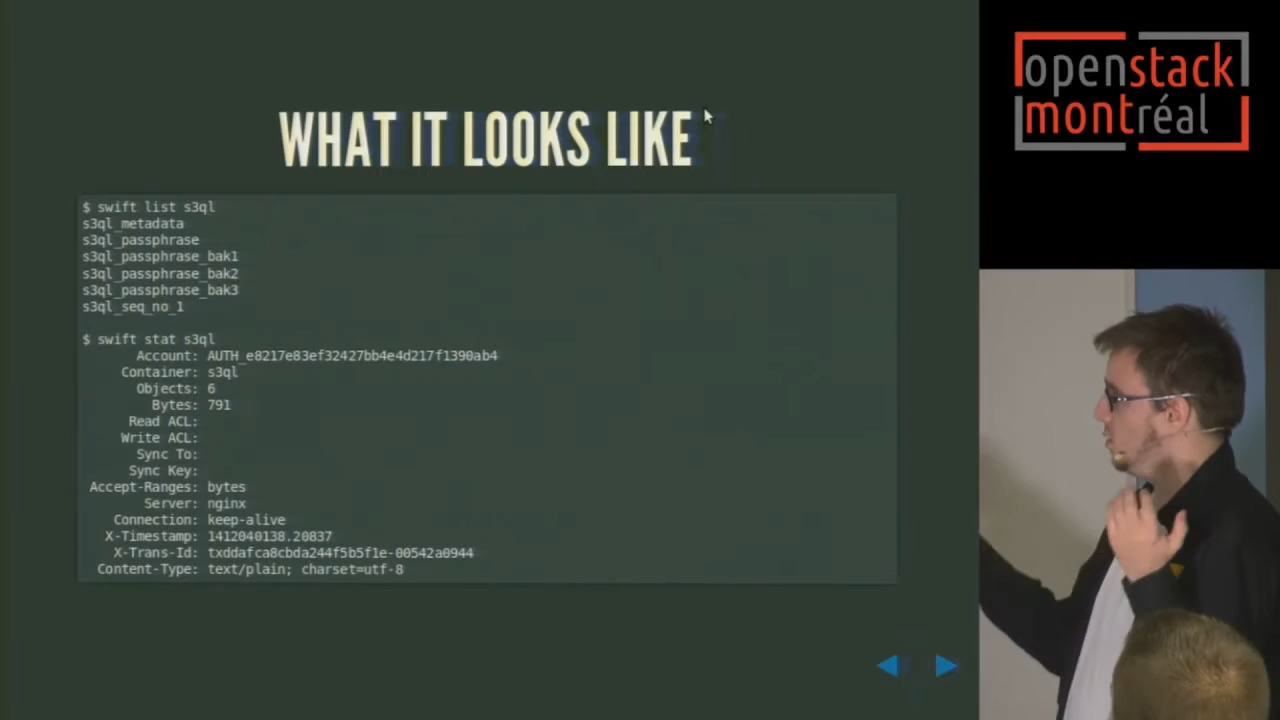 WHAT IT LOOKS LIKE
$ swift list s3ql
s3ql_metadata
s3ql_passphrase
s3ql_passphrase_bak1
s3ql_passphrase_bak2
s3ql_passphrase_bak3
s3ql_seq_no_1
$ swift stat s3ql
Account: AUTH_e8217e83ef32427bb4e4d217f1390ab4
Container: s3ql
Objects: 6
Bytes: 791
Read ACL:
Write ACL:
Sync To:
Sync Key:
Accept-Ranges: bytes
Server: nginx
Connection: keep-alive
X-Timestamp: 1412040138.20837
X-Trans-Id: txddafca8cbda244f5b5f1e-00542a0944
Content-Type: text/plain; charset=utf-8
openstack
montréal